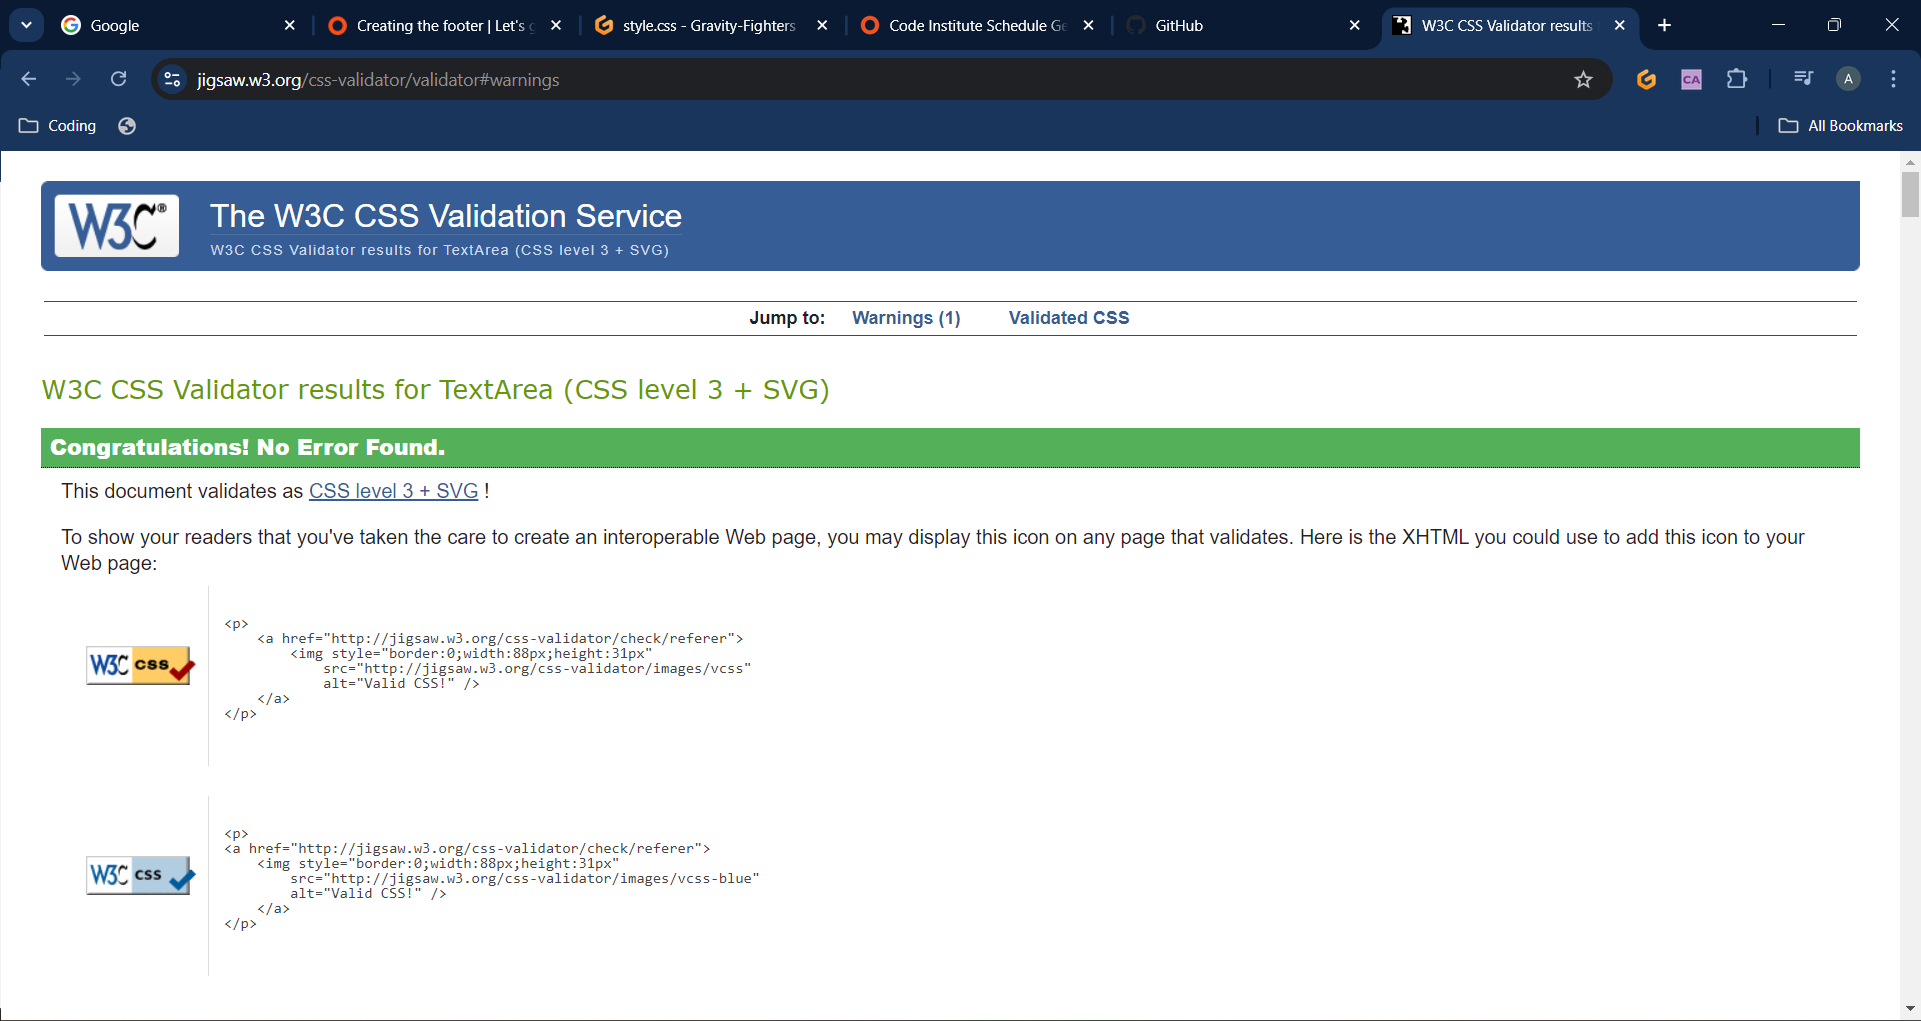 Google
Creating the footer | Let's
style.css - Gravity-Fighters
Code Institute Schedule Ge
GitHub
W3C CSS Validator results
jigsaw.w3.org/css-validator/validator#warnings
CA
A
Coding
All Bookmarks
W3C®
The W3C CSS Validation Service
W3C CSS Validator results for TextArea (CSS level 3 + SVG)
Jump to: Warnings (1) Validated CSS
W3C CSS Validator results for TextArea (CSS level 3 + SVG)
Congratulations! No Error Found.
This document validates as CSS level 3 + SVG !
To show your readers that you've taken the care to create an interoperable Web page, you may display this icon on any page that validates. Here is the XHTML you could use to add this icon to your
Web page:
W3C css
<p>
<a href="http://jigsaw.w3.org/css-validator/check/referer">
<img style="border:0;width:88px;height:31px"
src="http://jigsaw.w3.org/css-validator/images/vcss"
alt="Valid CSS!" />
</a>
</p>
W3C css
<p>
<a href="http://jigsaw.w3.org/css-validator/check/referer">
<img style="border:0;width:88px;height:31px"
src="http://jigsaw.w3.org/css-validator/images/vcss-blue"
alt="Valid CSS!" />
</a>
</p>